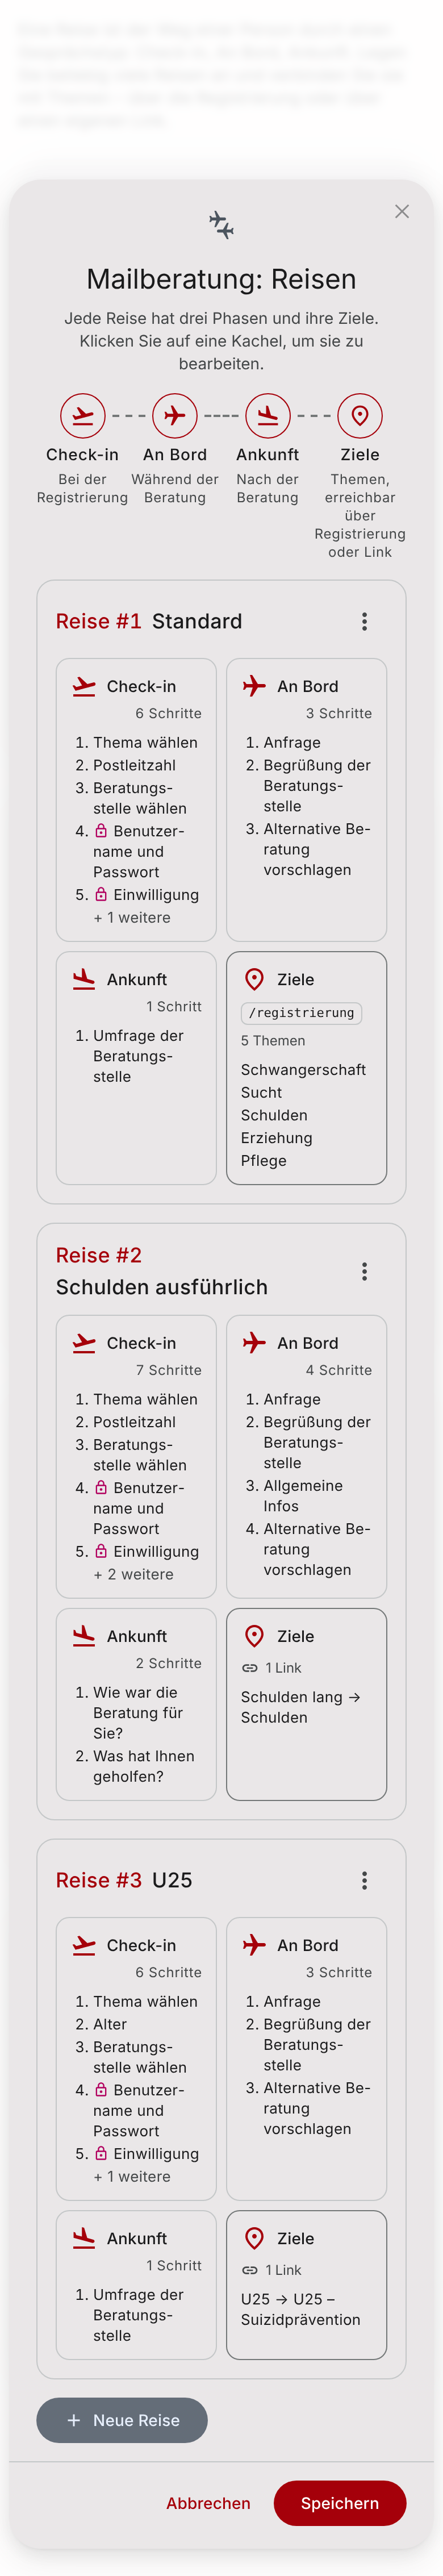 Mailberatung: Reisen
Jede Reise hat drei Phasen und ihre Ziele.
Klicken Sie auf eine Kachel, um sie zu
bearbeiten.
Check-in
Bei der
Registrierung
An Bord
Während der
Beratung
Ankunft
Nach der
Beratung
Ziele
Themen,
erreichbar
über
Registrierung
oder Link
Reise #1 Standard
Check-in
6 Schritte
1. Thema wählen
2. Postleitzahl
3. Beratungs-
stelle wählen
4. Benutzer-
name und
Passwort
5. Einwilligung
+ 1 weitere
An Bord
3 Schritte
1. Anfrage
2. Begrüßung der
Beratungs-
stelle
3. Alternative Be-
ratung
vorschlagen
Ankunft
1 Schritt
1. Umfrage der
Beratungs-
stelle
Ziele
/registrierung
5 Themen
Schwangerschaft
Sucht
Schulden
Erziehung
Pflege
Reise #2
Schulden ausführlich
Check-in
7 Schritte
1. Thema wählen
2. Postleitzahl
3. Beratungs-
stelle wählen
4. Benutzer-
name und
Passwort
5. Einwilligung
+ 2 weitere
An Bord
4 Schritte
1. Anfrage
2. Begrüßung der
Beratungs-
stelle
3. Allgemeine
Infos
4. Alternative Be-
ratung
vorschlagen
Ankunft
2 Schritte
1. Wie war die
Beratung für
Sie?
2. Was hat Ihnen
geholfen?
Ziele
1 Link
Schulden lang →
Schulden
Reise #3 U25
Check-in
6 Schritte
1. Thema wählen
2. Alter
3. Beratungs-
stelle wählen
4. Benutzer-
name und
Passwort
5. Einwilligung
+ 1 weitere
An Bord
3 Schritte
1. Anfrage
2. Begrüßung der
Beratungs-
stelle
3. Alternative Be-
ratung
vorschlagen
Ankunft
1 Schritt
1. Umfrage der
Beratungs-
stelle
Ziele
1 Link
U25 → U25 –
Suizidprävention
+ Neue Reise
Abbrechen
Speichern